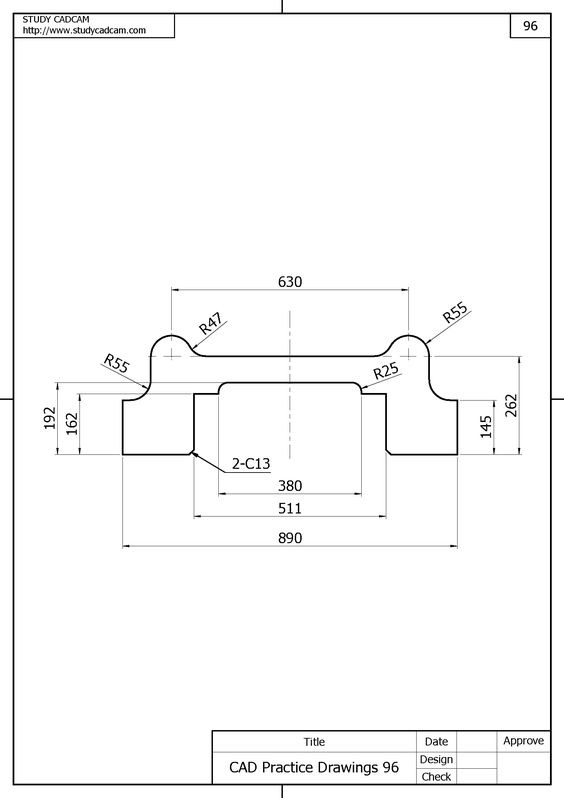 STUDY CADCAM
http://www.studycadcam.com
96
630
R47
R55
R55
R25
192
162
145
262
2-C13
380
511
890
Title
Date
Approve
CAD Practice Drawings 96
Design
Check